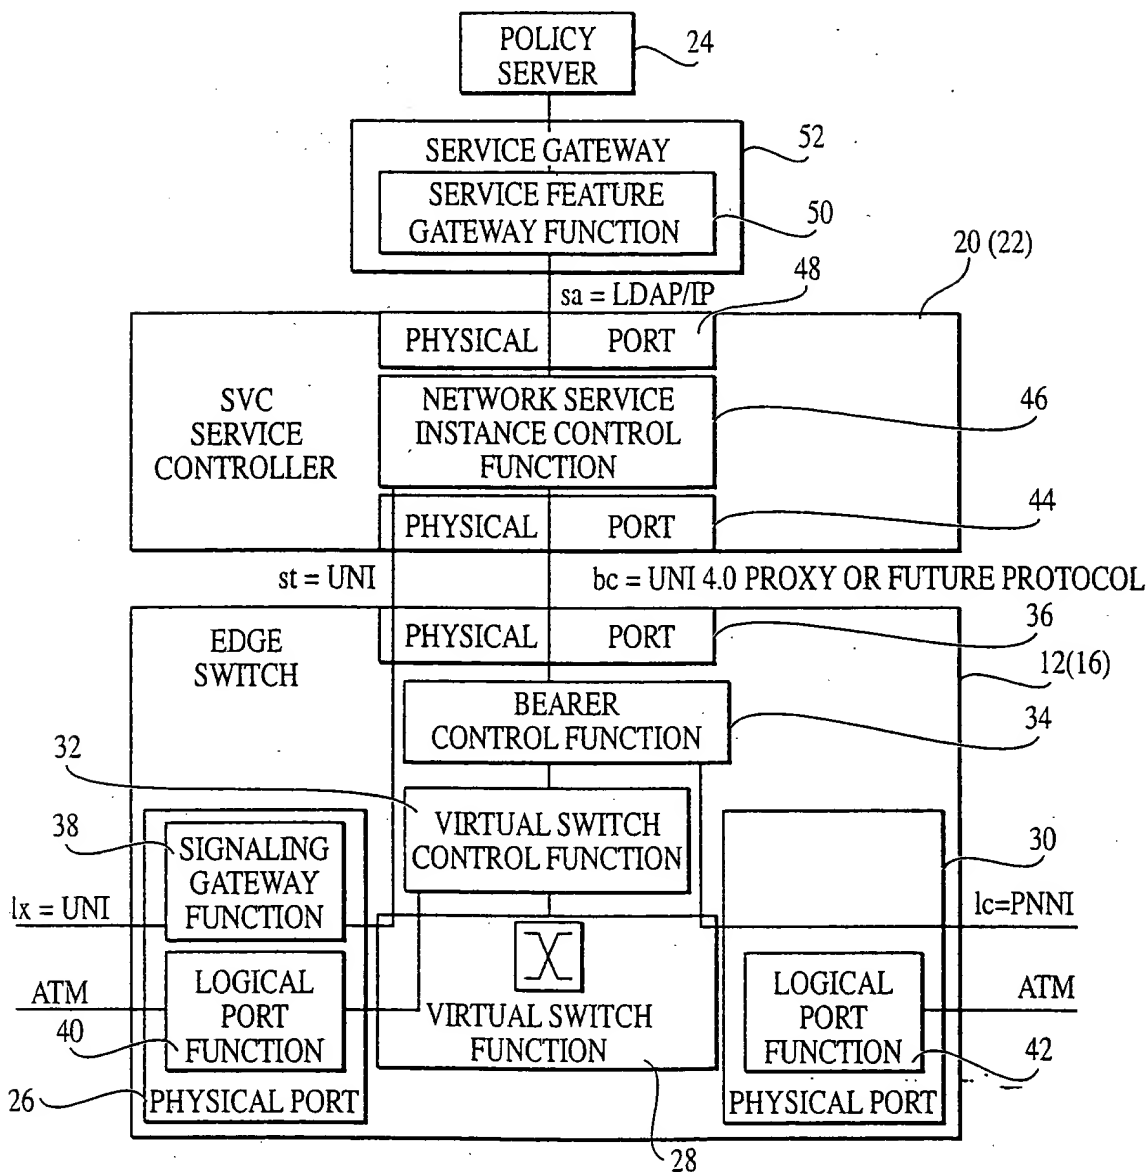 POLICY
SERVER
24
SERVICE GATEWAY
52
SERVICE FEATURE
GATEWAY FUNCTION
50
20 (22)
sa = LDAP/IP
48
PHYSICAL PORT
SVC
SERVICE
CONTROLLER
NETWORK SERVICE
INSTANCE CONTROL
FUNCTION
46
PHYSICAL PORT
44
st = UNI
bc = UNI 4.0 PROXY OR FUTURE PROTOCOL
EDGE
SWITCH
PHYSICAL PORT
36
12(16)
BEARER
CONTROL FUNCTION
34
32
VIRTUAL SWITCH
CONTROL FUNCTION
38
SIGNALING
GATEWAY
FUNCTION
30
lx = UNI
lc=PNNI
ATM
LOGICAL
PORT
FUNCTION
40
VIRTUAL SWITCH
FUNCTION
LOGICAL
PORT
FUNCTION
ATM
42
26
PHYSICAL PORT
PHYSICAL PORT
28